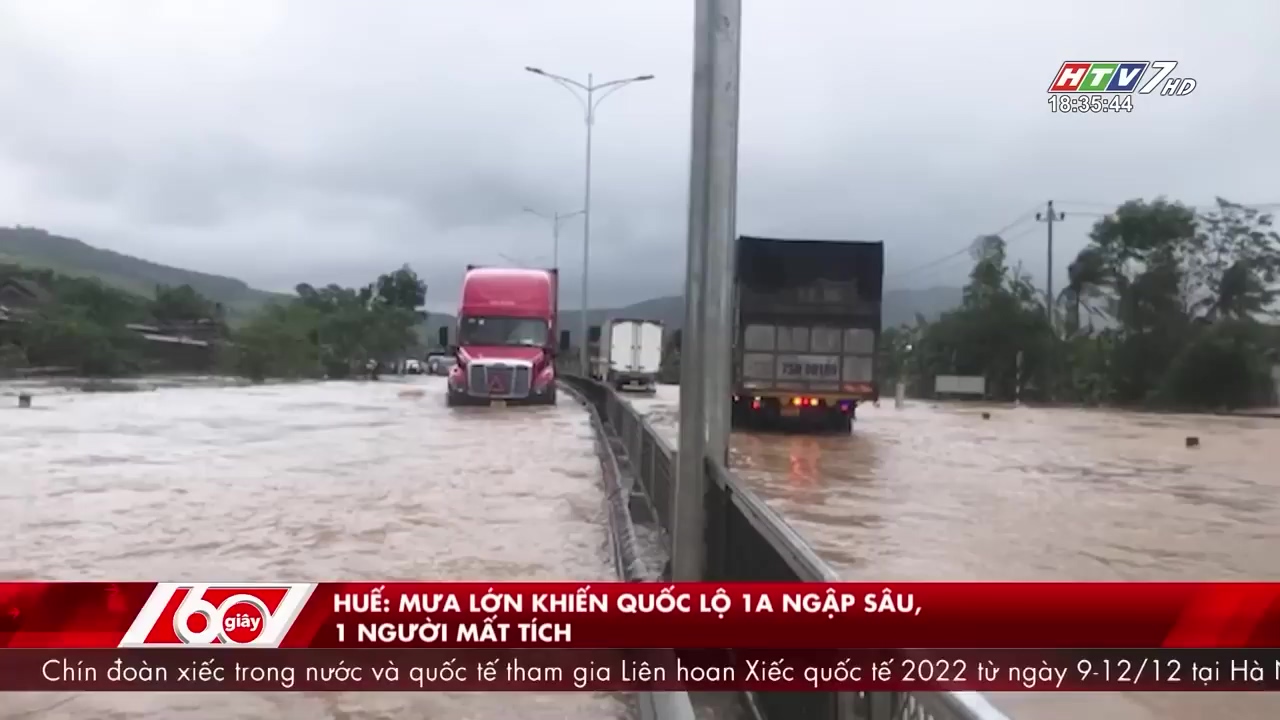 HTV7 HD
18:35:44
60 giây
HUẾ: MƯA LỚN KHIẾN QUỐC LỘ 1A NGẬP SÂU,
1 NGƯỜI MẤT TÍCH
Chín đoàn xiếc trong nước và quốc tế tham gia Liên hoan Xiếc quốc tế 2022 từ ngày 9-12/12 tại Hà